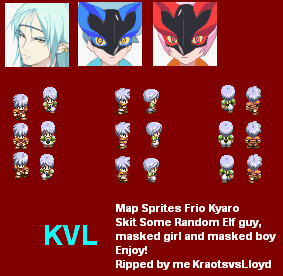 Map Sprites Frio Kyaro
Skit Some Random Elf guy,
masked girl and masked boy
KVL
Enjoy!
Ripped by me KraotsvsLloyd